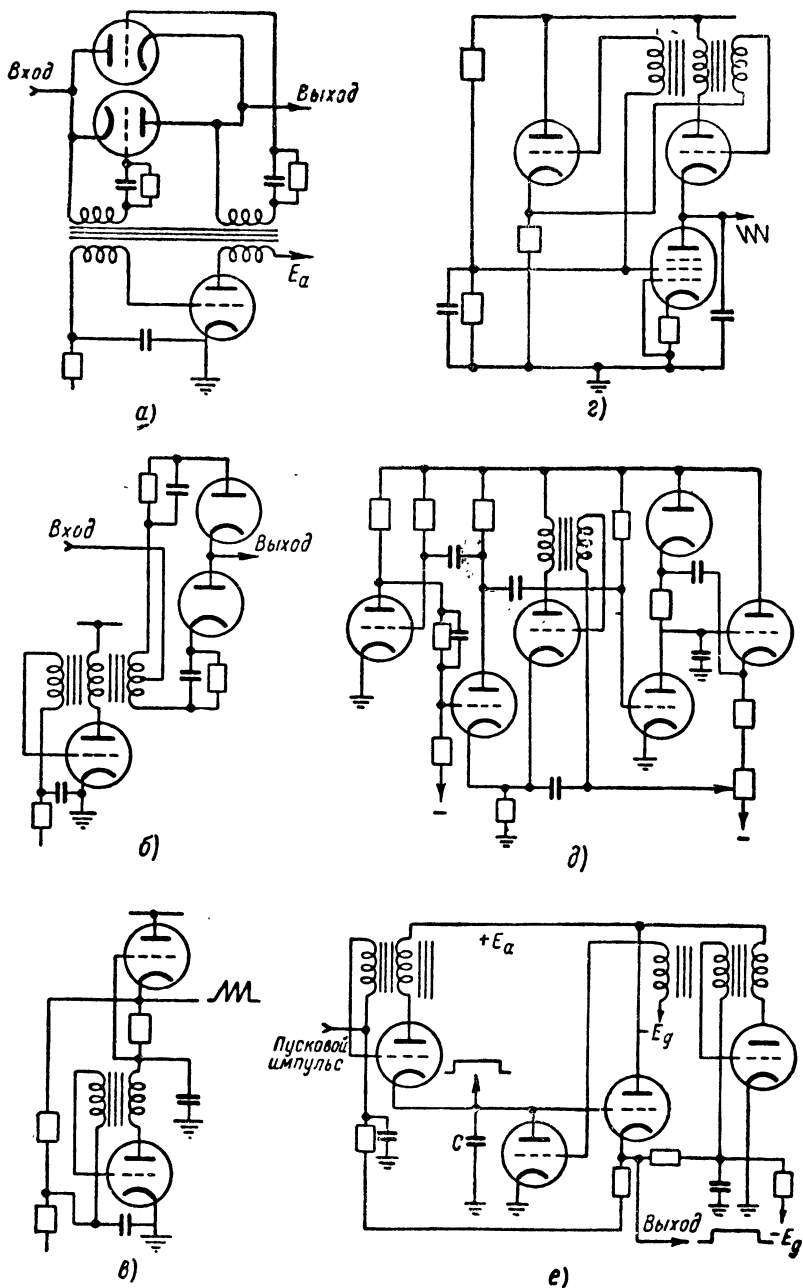 Вход
Выход
Eа
а)
г)
Вход
Выход
б)
–
–
д)
в)
+Eа
Пусковой
импульс
C
–Eg
Выход
–Eg
е)